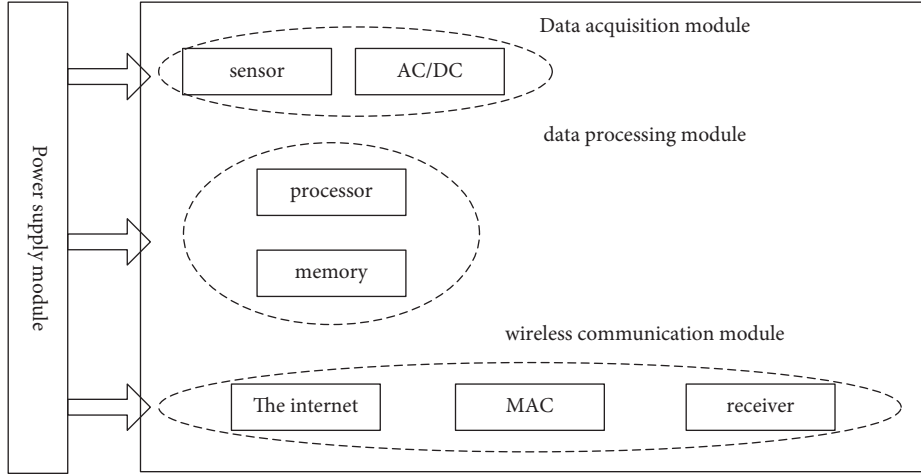 Power supply module
Data acquisition module
sensor
AC/DC
data processing module
processor
memory
wireless communication module
The internet
MAC
receiver